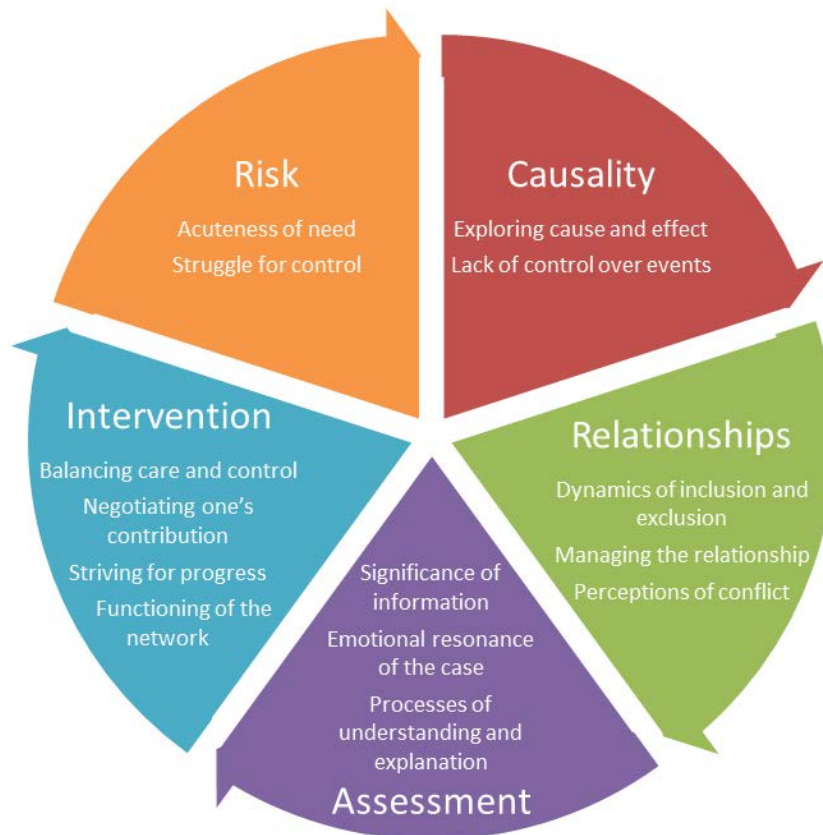 Risk
Acuteness of need
Struggle for control
Causality
Exploring cause and effect
Lack of control over events
Relationships
Dynamics of inclusion and
exclusion
Managing the relationship
Perceptions of conflict
Significance of
information
Emotional resonance
of the case
Processes of
understanding and
explanation
Assessment
Intervention
Balancing care and control
Negotiating one's
contribution
Striving for progress
Functioning of the
network